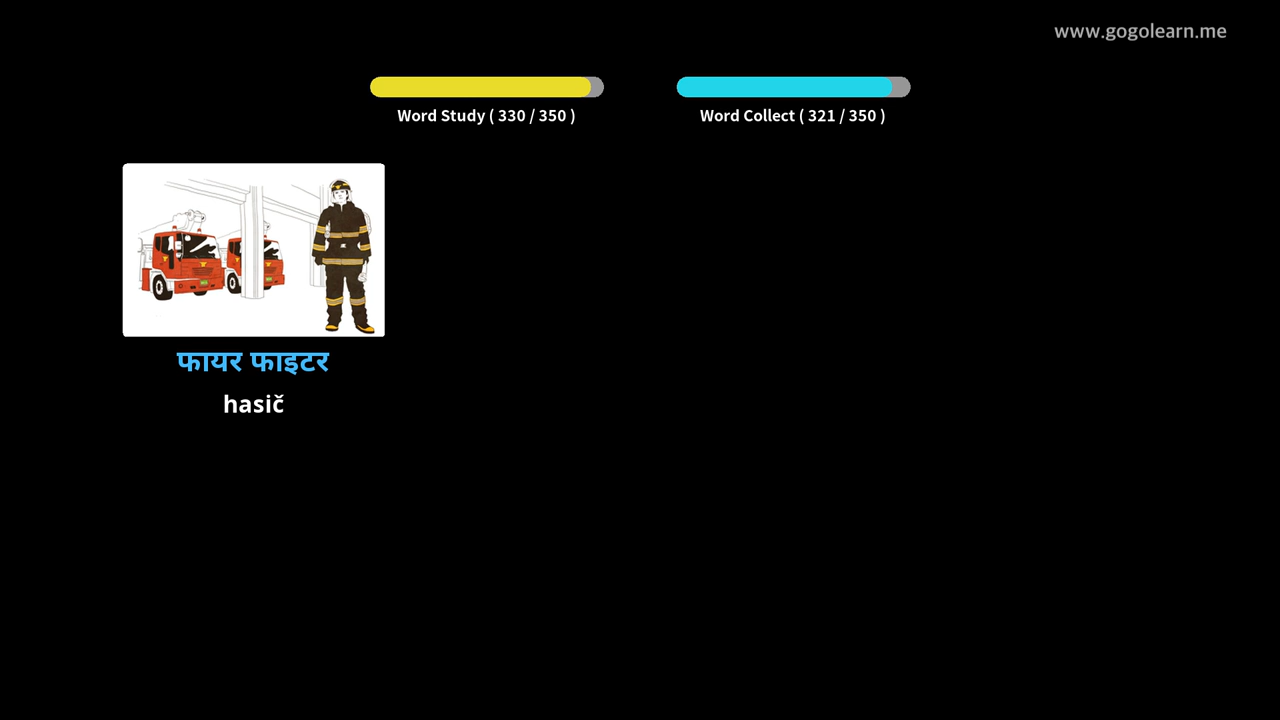 www.gogolearn.me
Word Study ( 330 / 350 )
Word Collect ( 321 / 350 )
फायर फाइटर
hasič